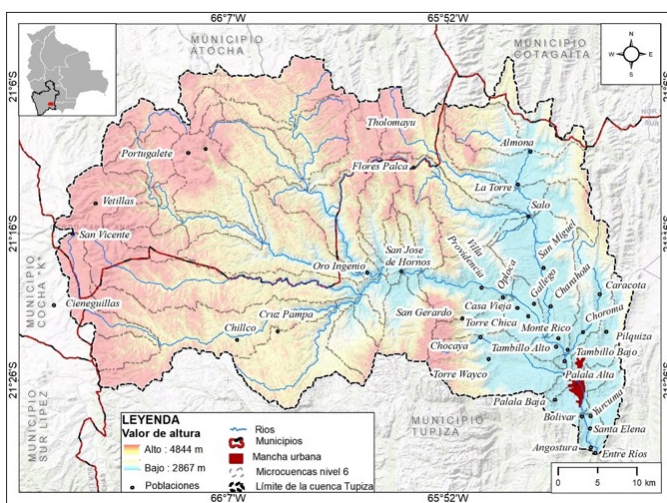 66°7'W
65°52'W
MUNICIPIO
ATOCHA
MUNICIPIO
COTAGAITA
N
W
E
S
21°6'S
21°6'S
Tholomayu
Portugalete
Almona
Flores Palca
La Torre
Vetillas
Salo
21°16'S
San Vicente
San Jose
de Hornos
Villa
Providencia
San Miguel
Oro Ingenio
Oploca
Gallego
Chanchola
MUNICIPIO
Cieneguillas
Casa Vieja
Caracota
San Gerardo
Torre Chica
Choroma
Cruz Pampa
Monte Rico
Pilquiza
Chillco
Chocaya
Tambillo Alto
Tambillo Bajo
21°26'S
Torre Wayco
Palala Alta
Palala Baja
MUNICIPIO
SUR LIPEZ
MUNICIPIO
TUPIZA
Bolivar
Yurcuma
Santa Elena
Angostura
Entre Rios
LEYENDA
Valor de altura
Alto : 4844 m
Bajo : 2867 m
Poblaciones
Rios
Municipios
Mancha urbana
Microcuencas nivel 6
Límite de la cuenca Tupiza
0 5 10
km
66°7'W
65°52'W